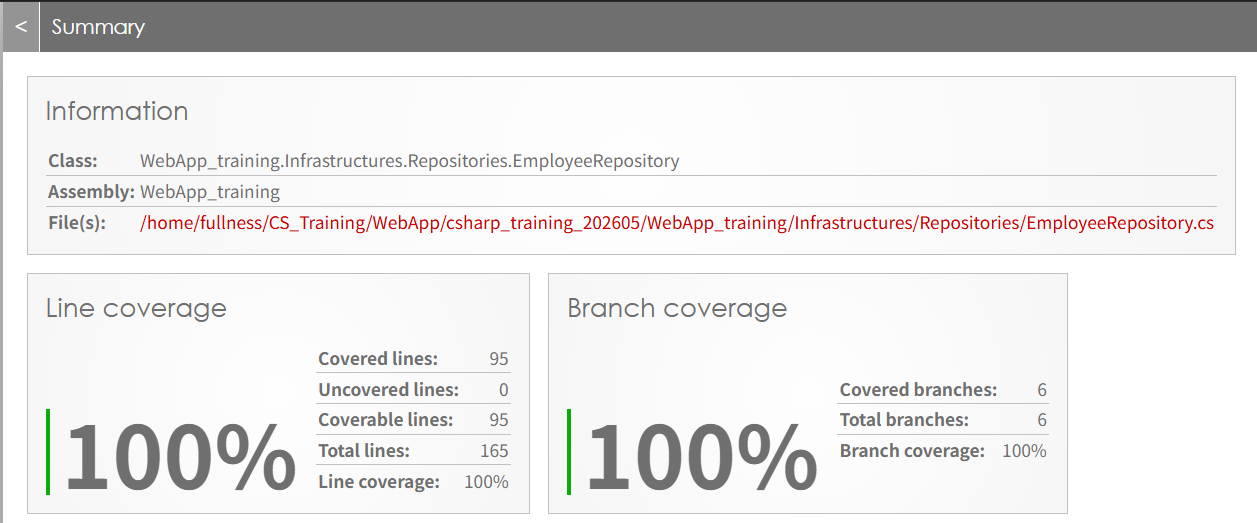 < Summary
Information
Class: WebApp_training.Infrastructures.Repositories.EmployeeRepository
Assembly: WebApp_training
File(s): /home/fullness/CS_Training/WebApp/csharp_training_202605/WebApp_training/Infrastructures/Repositories/EmployeeRepository.cs
Line coverage
100%
Covered lines: 95
Uncovered lines: 0
Coverable lines: 95
Total lines: 165
Line coverage: 100%
Branch coverage
100%
Covered branches: 6
Total branches: 6
Branch coverage: 100%